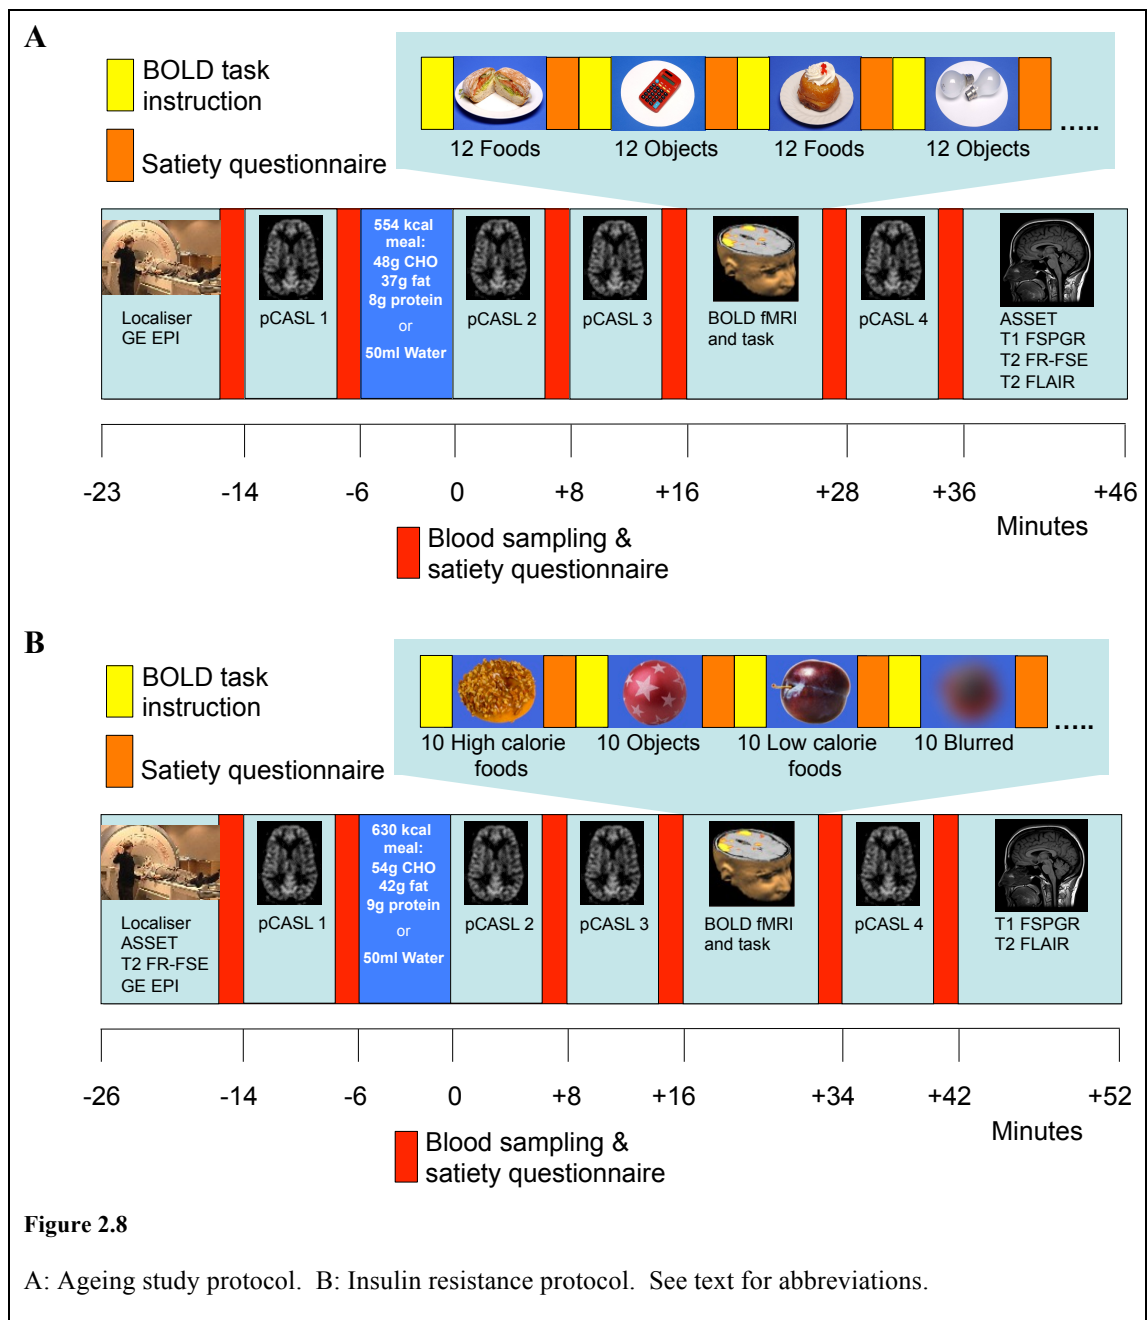 A
BOLD task
instruction
Satiety questionnaire
12 Foods
12 Objects
12 Foods
12 Objects
.....
Localiser
GE EPI
pCASL 1
554 kcal
meal:
48g CHO
37g fat
8g protein
or
50ml Water
pCASL 2
pCASL 3
BOLD fMRI
and task
pCASL 4
ASSET
T1 FSPGR
T2 FR-FSE
T2 FLAIR
-23
-14
-6
0
+8
+16
+28
+36
+46
Minutes
Blood sampling &
satiety questionnaire
B
BOLD task
instruction
Satiety questionnaire
10 High calorie
foods
10 Objects
10 Low calorie
foods
10 Blurred
.....
Localiser
ASSET
T2 FR-FSE
GE EPI
pCASL 1
630 kcal
meal:
54g CHO
42g fat
9g protein
or
50ml Water
pCASL 2
pCASL 3
BOLD fMRI
and task
pCASL 4
T1 FSPGR
T2 FLAIR
-26
-14
-6
0
+8
+16
+34
+42
+52
Minutes
Blood sampling &
satiety questionnaire
Figure 2.8
A: Ageing study protocol.  B: Insulin resistance protocol.  See text for abbreviations.